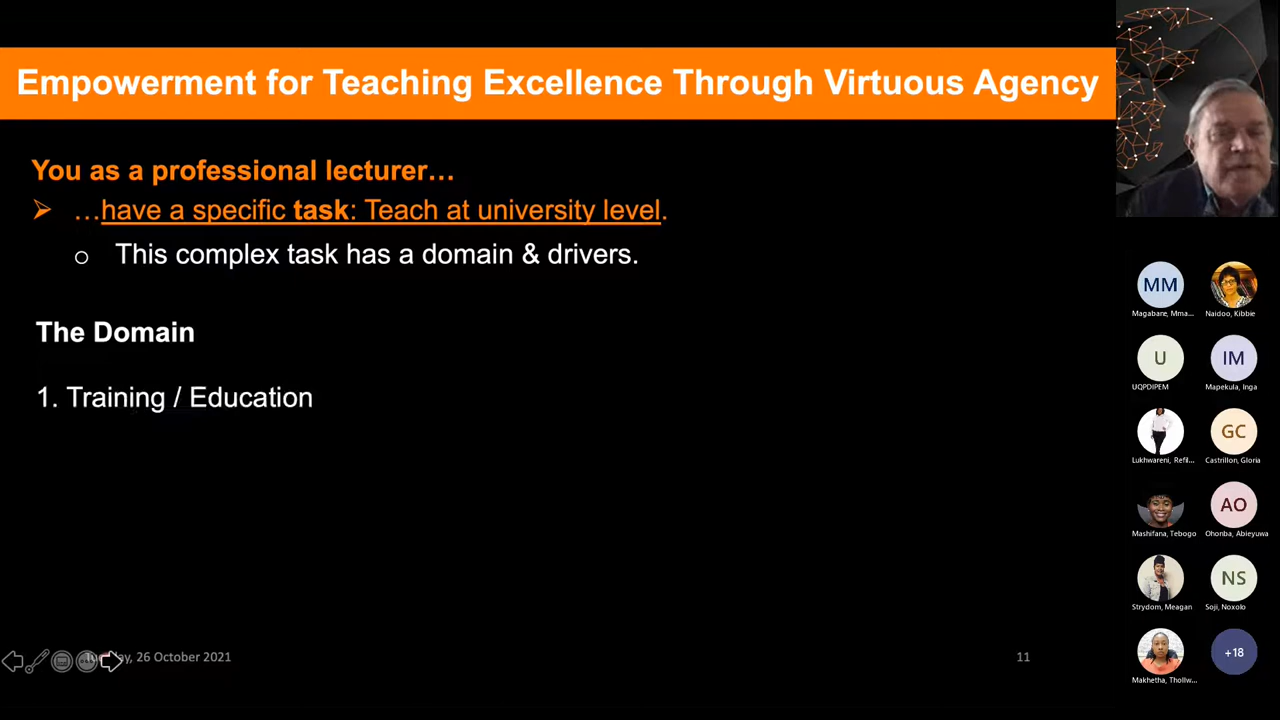 Empowerment for Teaching Excellence Through Virtuous Agency
You as a professional lecturer…
…have a specific task: Teach at university level.
o This complex task has a domain & drivers.
The Domain
1. Training / Education
26 October 2021
11
MM
Magabane, Mma...
Naidoo, Kibbie
U
UQPDIPEM
IM
Mapekula, Inga
Lukhwareni, Refil...
GC
Castrillon, Gloria
Mashifana, Tebogo
AO
Ohonba, Abieyuwa
Strydom, Meagan
NS
Soji, Noxolo
Makhetha, Thollw...
+18